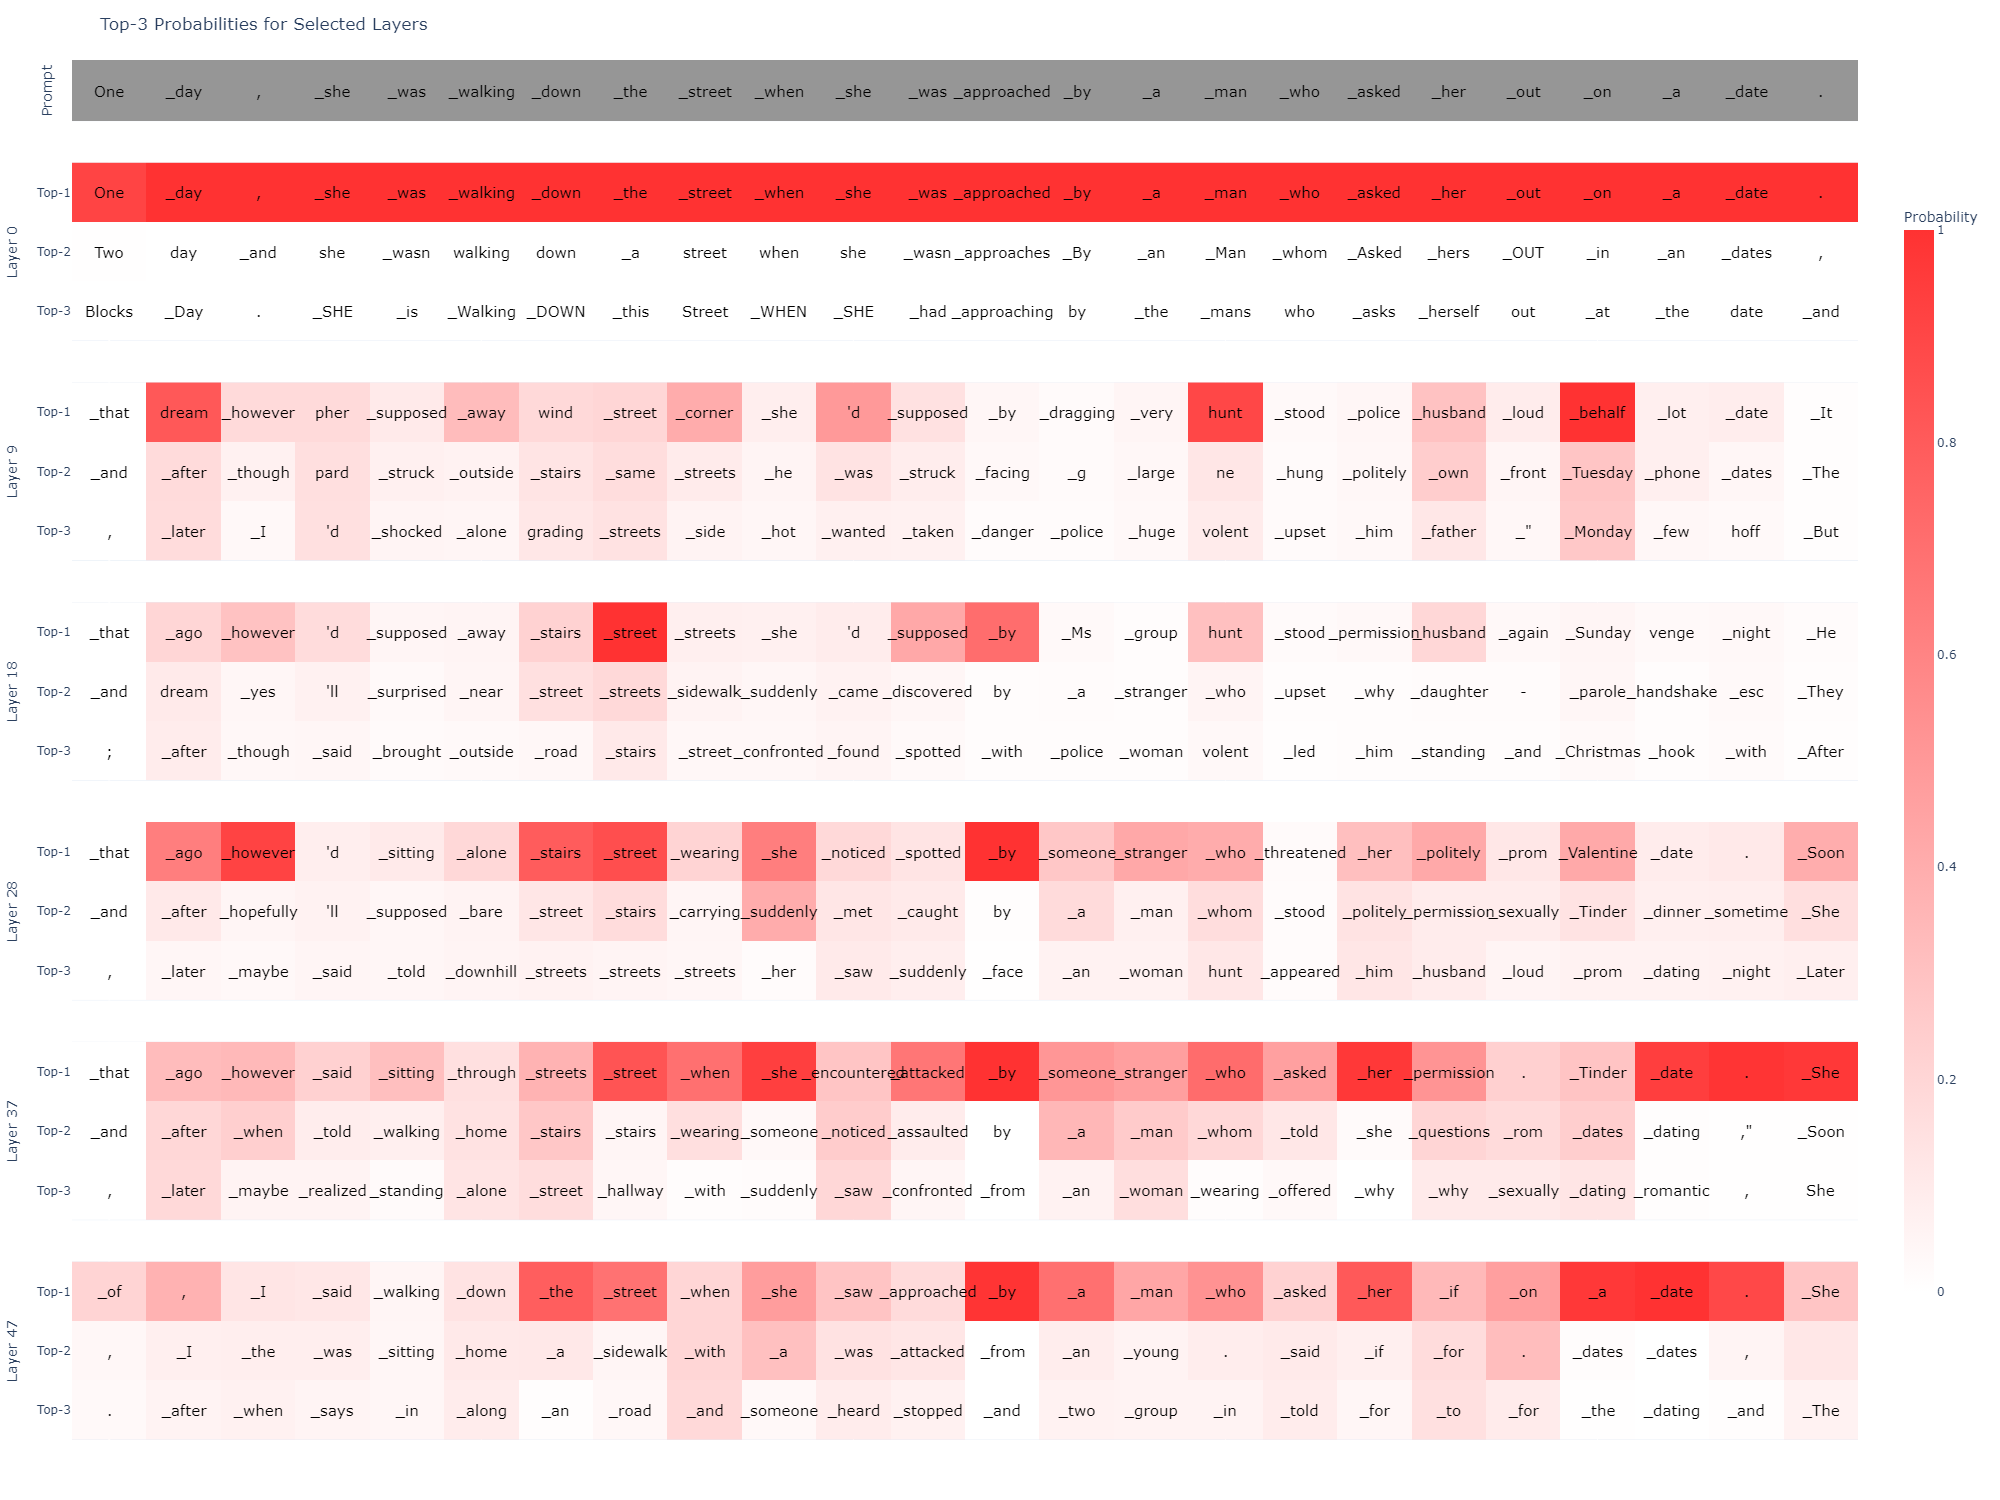 Top-3 Probabilities for Selected Layers
Prompt
One _day , _she _was _walking _down _the _street _when _she _was _approached _by _a _man _who _asked _her _out _on _a _date .
Layer 0
Top-1 One _day , _she _was _walking _down _the _street _when _she _was _approached _by _a _man _who _asked _her _out _on _a _date .
Top-2 Two day _and she _wasn walking down _a street when she _wasn _approaches _By _an _Man _whom _Asked _hers _OUT _in _an _dates ,
Top-3 Blocks _Day . _SHE _is _Walking _DOWN _this Street _WHEN _SHE _had _approaching by _the _mans who _asks _herself out _at _the date _and
Layer 9
Top-1 _that dream _however pher _supposed _away wind _street _corner _she 'd _supposed _by _dragging _very hunt _stood _police _husband _loud _behalf _lot _date _It
Top-2 _and _after _though pard _struck _outside _stairs _same _streets _he _was _struck _facing _g _large ne _hung _politely _own _front _Tuesday _phone _dates _The
Top-3 , _later _I 'd _shocked _alone grading _streets _side _hot _wanted _taken _danger _police _huge volent _upset _him _father _" _Monday _few hoff _But
Layer 18
Top-1 _that _ago _however 'd _supposed _away _stairs _street _streets _she 'd _supposed _by _Ms _group hunt _stood _permission _husband _again _Sunday venge _night _He
Top-2 _and dream _yes 'll _surprised _near _street _streets _sidewalk _suddenly _came _discovered by _a _stranger _who _upset _why _daughter - _parole _handshake _esc _They
Top-3 ; _after _though _said _brought _outside _road _stairs _street _confronted _found _spotted _with _police _woman volent _led _him _standing _and _Christmas _hook _with _After
Layer 28
Top-1 _that _ago _however 'd _sitting _alone _stairs _street _wearing _she _noticed _spotted _by _someone _stranger _who _threatened _her _politely _prom _Valentine _date . _Soon
Top-2 _and _after _hopefully 'll _supposed _bare _street _stairs _carrying _suddenly _met _caught by _a _man _whom _stood _politely _permission _sexually _Tinder _dinner _sometime _She
Top-3 , _later _maybe _said _told _downhill _streets _streets _streets _her _saw _suddenly _face _an _woman hunt _appeared _him _husband _loud _prom _dating _night _Later
Layer 37
Top-1 _that _ago _however _said _sitting _through _streets _street _when _she _encountered _attacked _by _someone _stranger _who _asked _her _permission . _Tinder _date . _She
Top-2 _and _after _when _told _walking _home _stairs _stairs _wearing _someone _noticed _assaulted by _a _man _whom _told _she _questions _rom _dates _dating ," _Soon
Top-3 , _later _maybe _realized _standing _alone _street _hallway _with _suddenly _saw _confronted _from _an _woman _wearing _offered _why _why _sexually _dating _romantic , She
Layer 47
Top-1 _of , _I _said _walking _down _the _street _when _she _saw _approached _by _a _man _who _asked _her _if _on _a _date . _She
Top-2 , _I _the _was _sitting _home _a _sidewalk _with _a _was _attacked _from _an _young . _said _if _for . _dates _dates ,
Top-3 . _after _when _says _in _along _an _road _and _someone _heard _stopped _and _two _group _in _told _for _to _for _the _dating _and _The
Probability
1
0.8
0.6
0.4
0.2
0